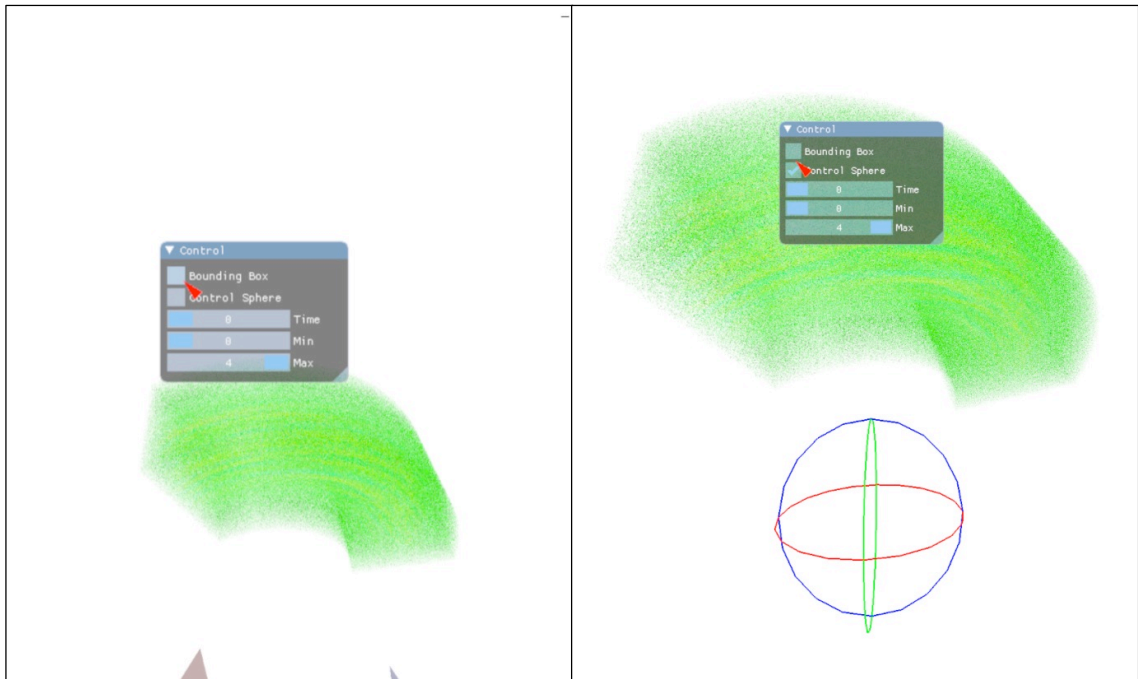 Control
Bounding Box
Control Sphere
0 Time
0 Min
4 Max
Control
Bounding Box
Control Sphere
0 Time
0 Min
4 Max